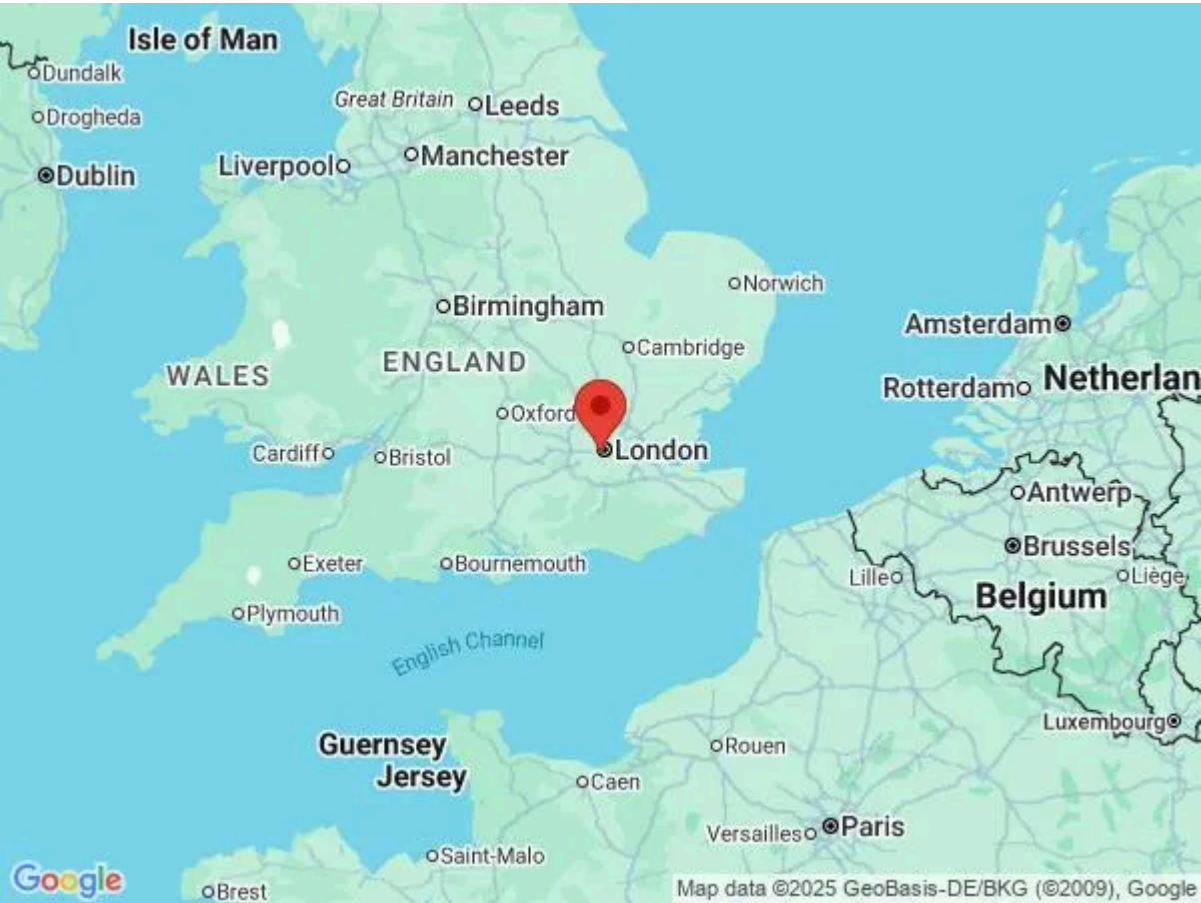 Isle of Man
Dundalk
Great Britain
Leeds
Drogheda
Manchester
Liverpool
Dublin
Norwich
Birmingham
Amsterdam
Cambridge
ENGLAND
WALES
Netherlan
Rotterdam
Oxford
London
Cardiff
Bristol
Antwerp
Brussels
Exeter
Bournemouth
Lille
Liège
Belgium
Plymouth
English Channel
Luxembourg
Guernsey
Rouen
Jersey
Caen
Paris
Versailles
Saint-Malo
Google
Brest
Map data ©2025 GeoBasis-DE/BKG (©2009), Google